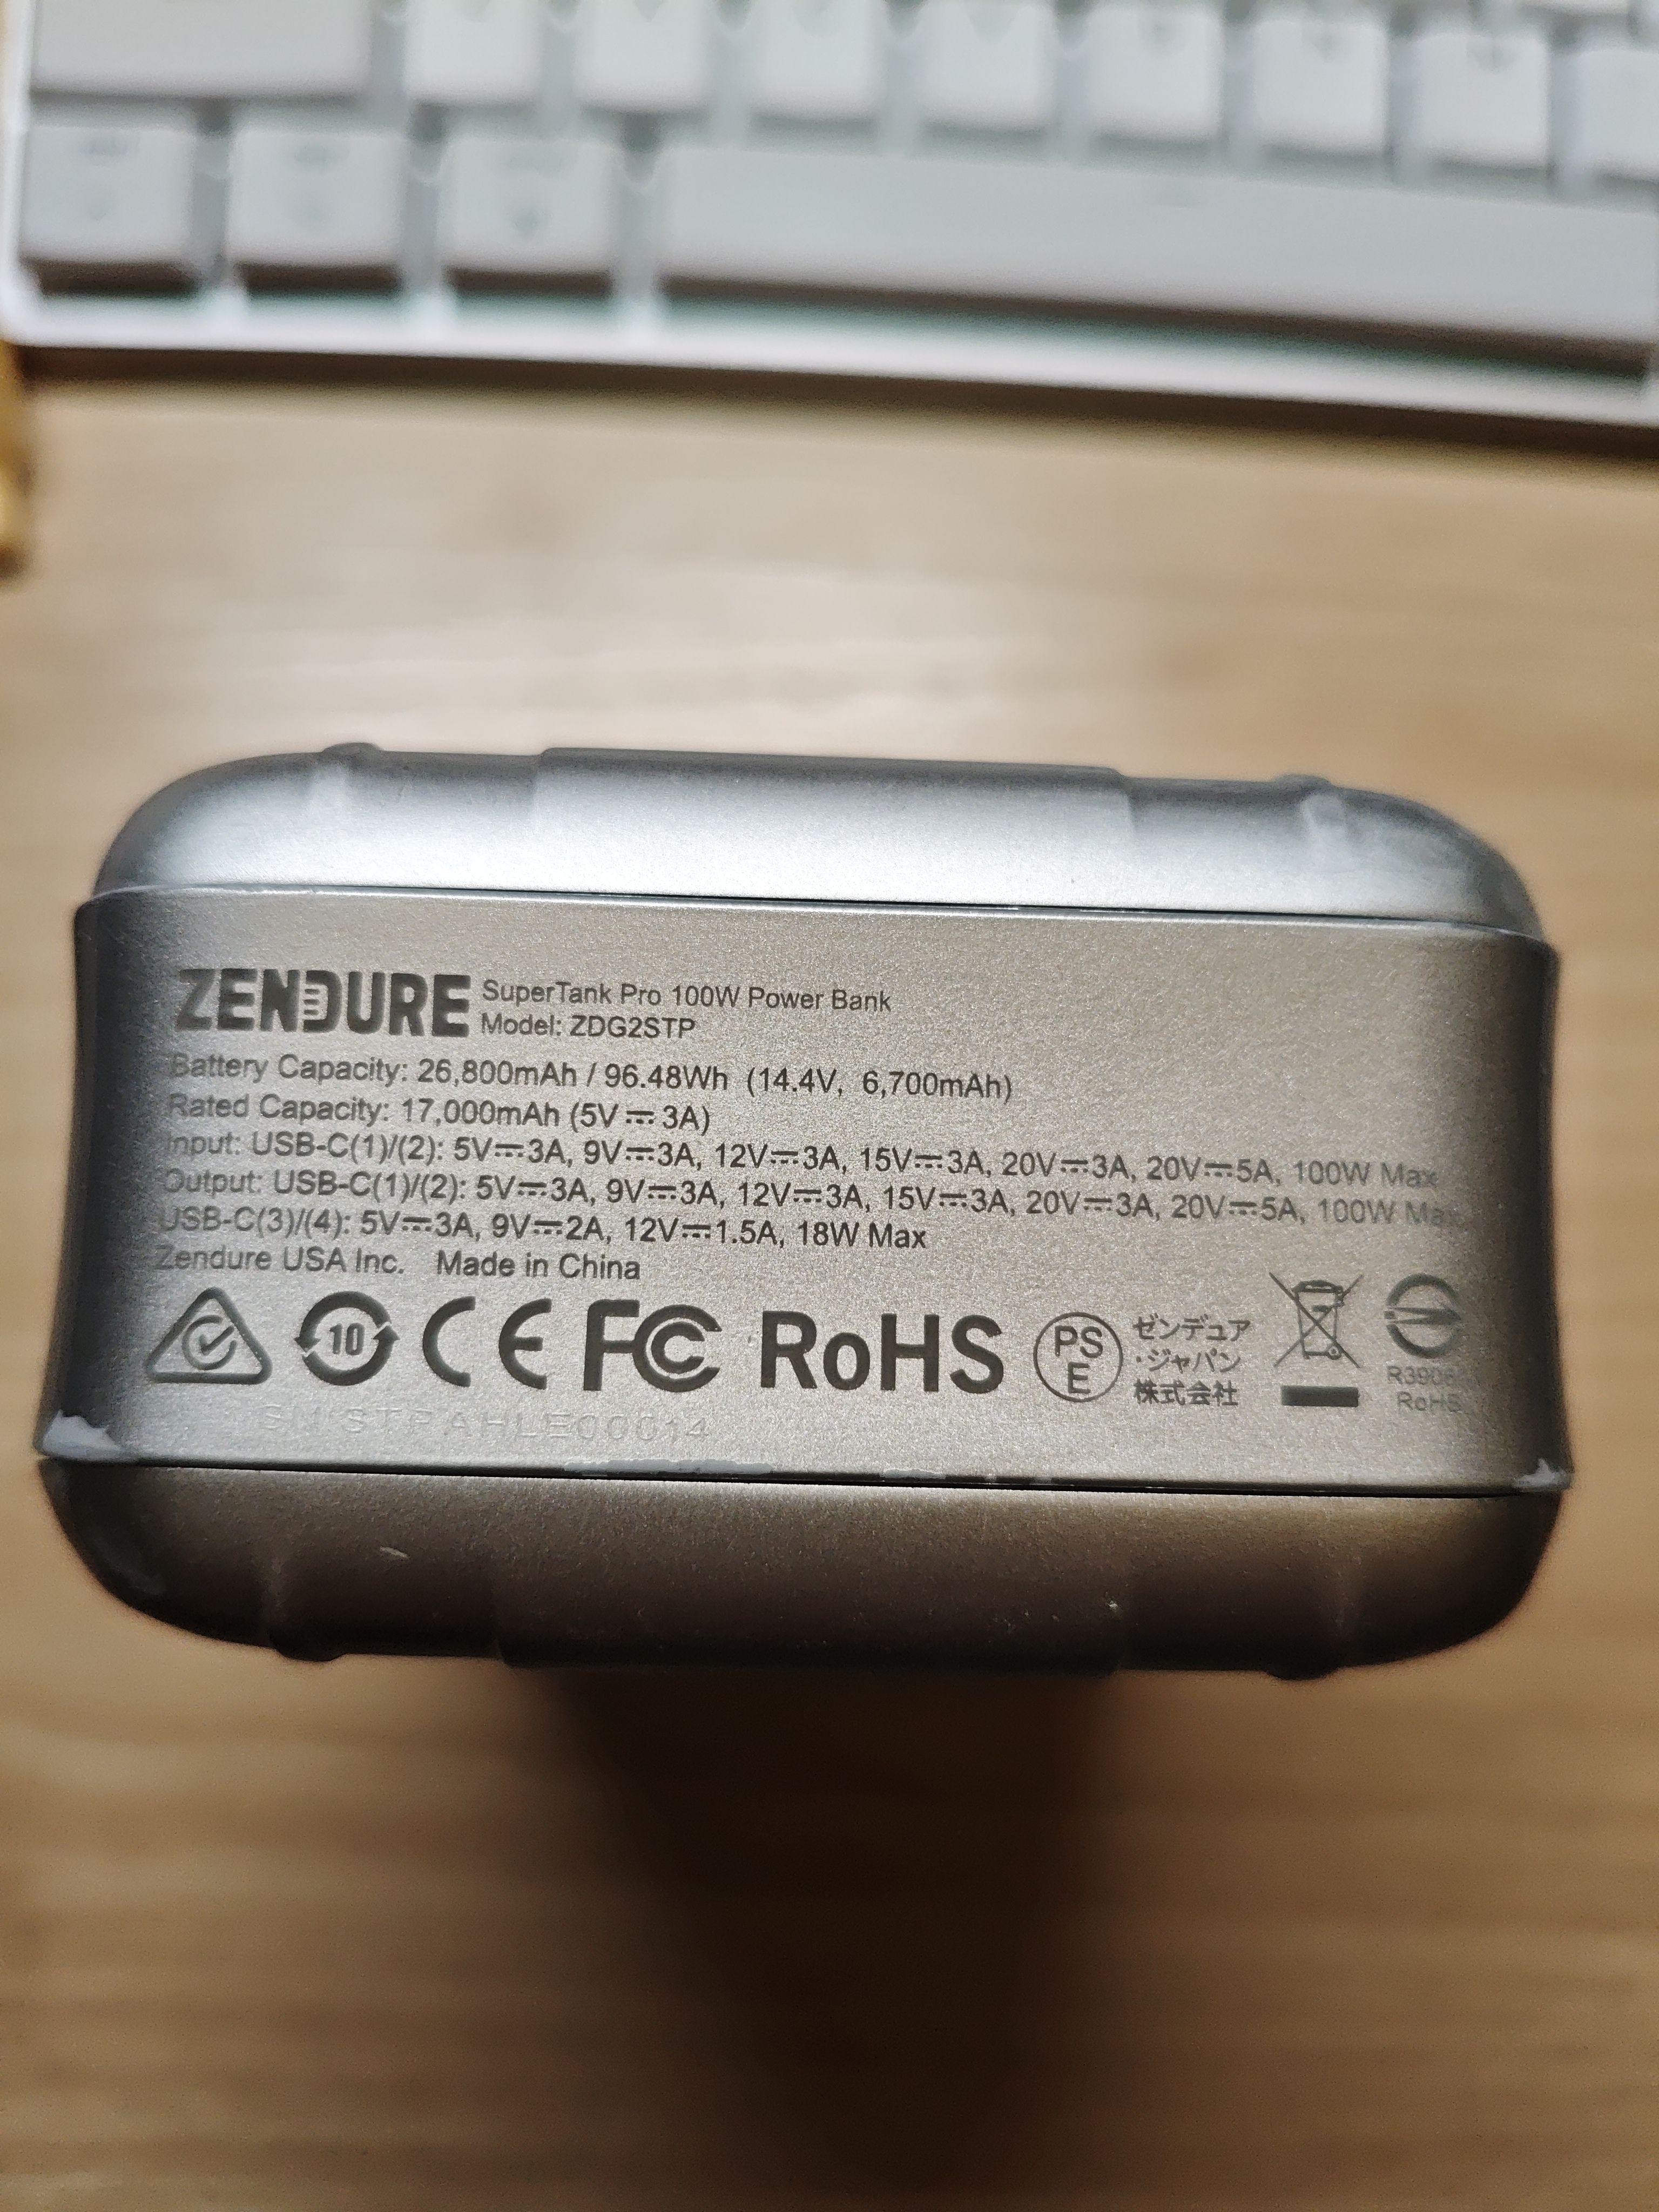 ZENDURE SuperTank Pro 100W Power Bank
Model: ZDG2STP
Battery Capacity: 26,800mAh / 96.48Wh (14.4V, 6,700mAh)
Rated Capacity: 17,000mAh (5V⎓3A)
Input: USB-C(1)/(2): 5V⎓3A, 9V⎓3A, 12V⎓3A, 15V⎓3A, 20V⎓3A, 20V⎓5A, 100W Max
Output: USB-C(1)/(2): 5V⎓3A, 9V⎓3A, 12V⎓3A, 15V⎓3A, 20V⎓3A, 20V⎓5A, 100W Max
USB-C(3)/(4): 5V⎓3A, 9V⎓2A, 12V⎓1.5A, 18W Max
Zendure USA Inc. Made in China
10 CE FC RoHS
PS
E
ゼンデュア
・ジャパン
株式会社
RoHS